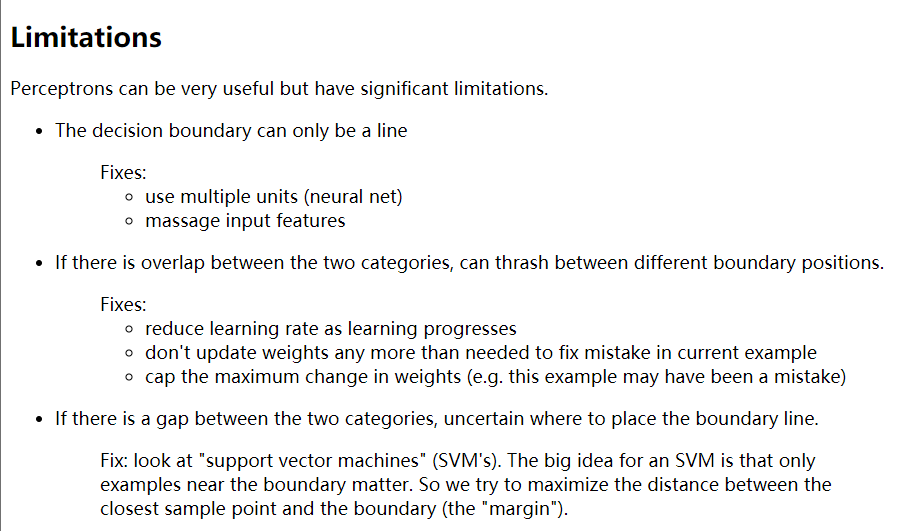 Limitations
Perceptrons can be very useful but have significant limitations.
• The decision boundary can only be a line
Fixes:
◦ use multiple units (neural net)
◦ massage input features
• If there is overlap between the two categories, can thrash between different boundary positions.
Fixes:
◦ reduce learning rate as learning progresses
◦ don't update weights any more than needed to fix mistake in current example
◦ cap the maximum change in weights (e.g. this example may have been a mistake)
• If there is a gap between the two categories, uncertain where to place the boundary line.
Fix: look at "support vector machines" (SVM's). The big idea for an SVM is that only
examples near the boundary matter. So we try to maximize the distance between the
closest sample point and the boundary (the "margin").